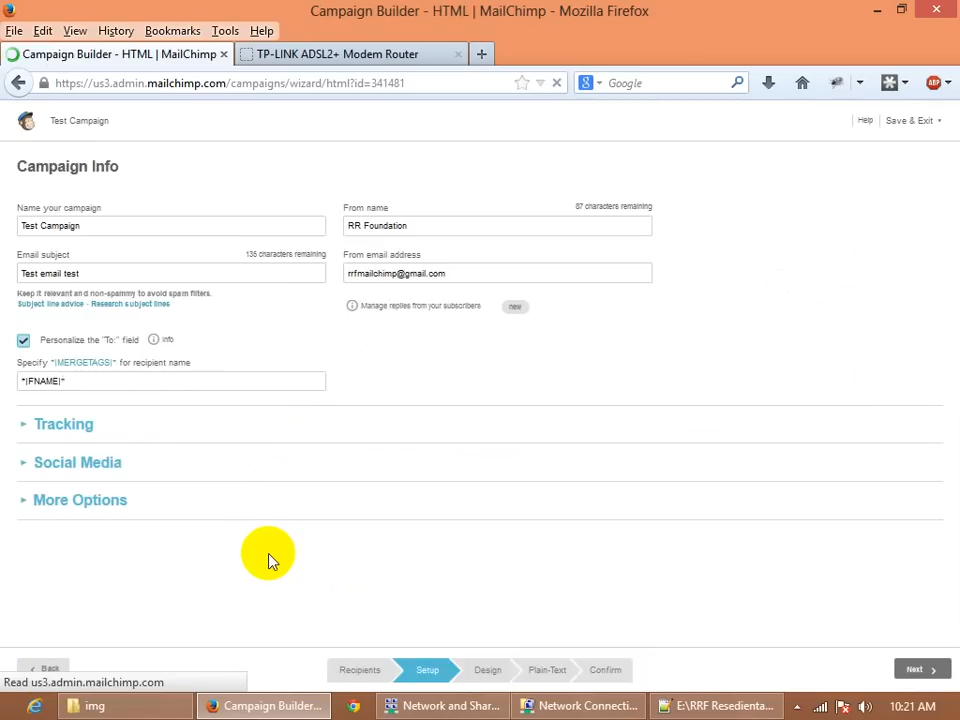 Campaign Builder - HTML | MailChimp - Mozilla Firefox
File Edit View History Bookmarks Tools Help
Campaign Builder - HTML | MailChimp × TP-LINK ADSL2+ Modem Router × +
https://us3.admin.mailchimp.com/campaigns/wizard/html?id=341481 Google ABP
Test Campaign Help Save & Exit
Campaign Info
Name your campaign From name 87 characters remaining
Test Campaign RR Foundation
Email subject 135 characters remaining From email address
Test email test rrfmailchimp@gmail.com
Keep it relevant and non-spammy to avoid spam filters.
Subject line advice - Research subject lines Manage replies from your subscribers new
Personalize the "To:" field info
Specify *|MERGETAGS|* for recipient name
*|FNAME|*
Tracking
Social Media
More Options
Back Recipients Setup Design Plain-Text Confirm Next
Read us3.admin.mailchimp.com
img Campaign Builder... Network and Shar... Network Connecti... E:\RRF Resedienta... 10:21 AM